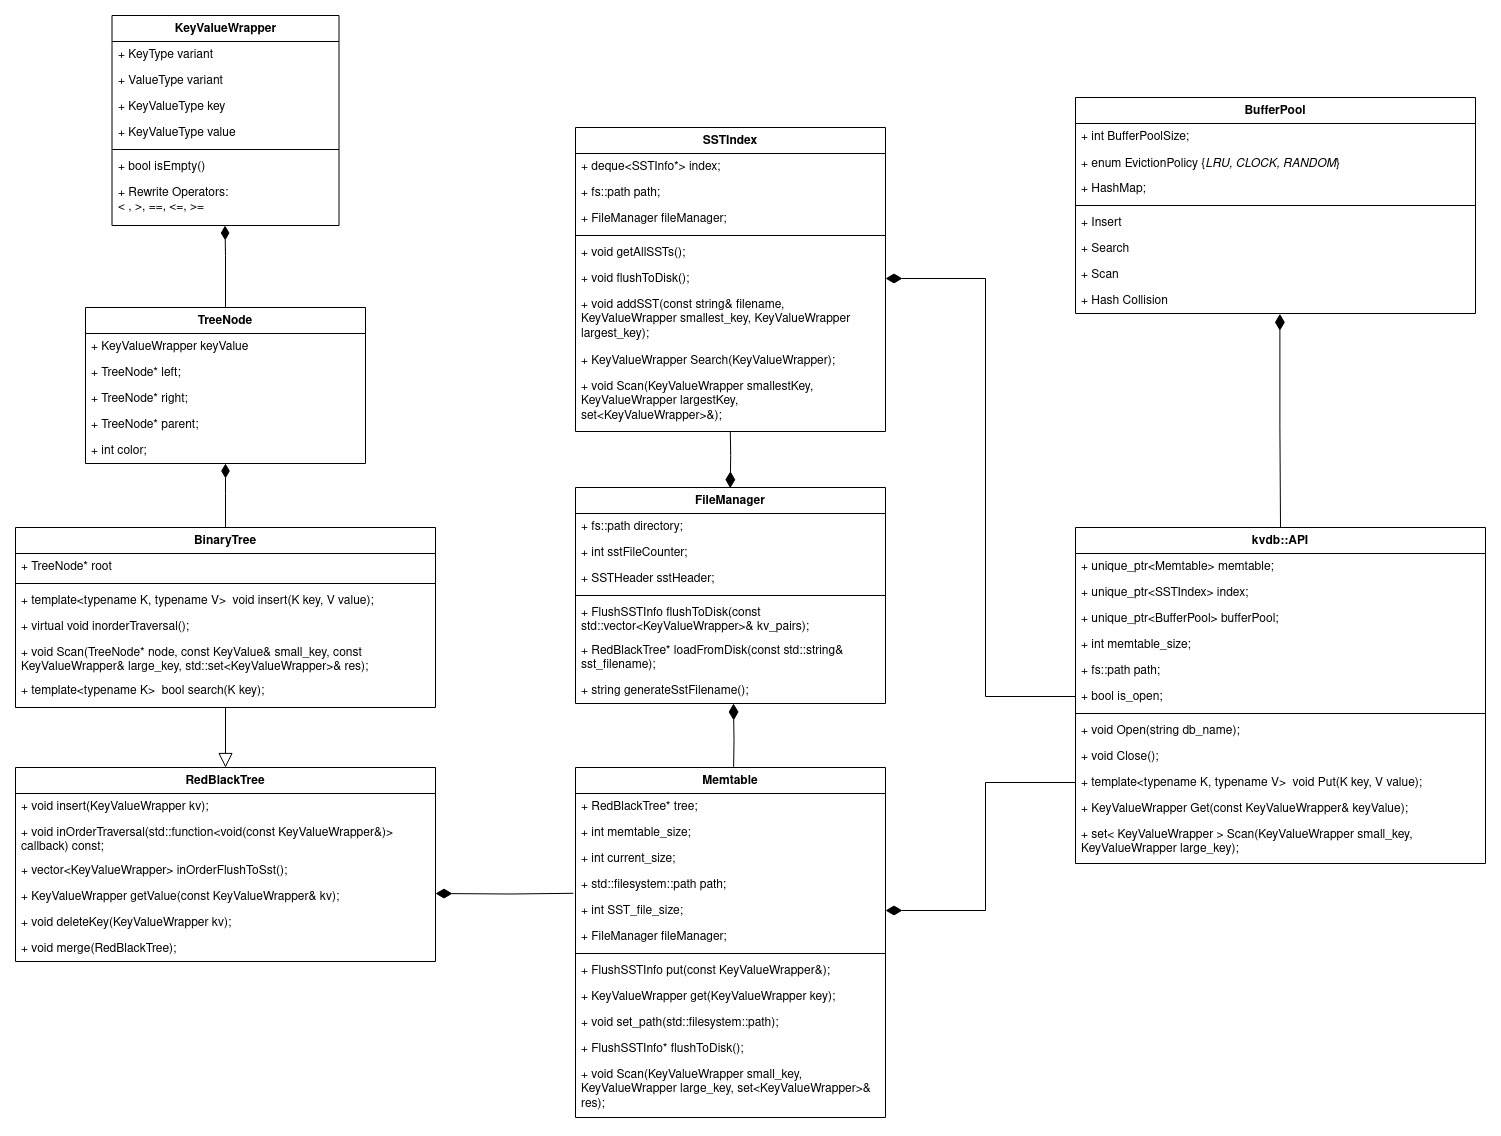 KeyValueWrapper
+ KeyType variant
+ ValueType variant
+ KeyValueType key
+ KeyValueType value
+ bool isEmpty()
+ Rewrite Operators:
< , >, ==, <=, >=
TreeNode
+ KeyValueWrapper keyValue
+ TreeNode* left;
+ TreeNode* right;
+ TreeNode* parent;
+ int color;
BinaryTree
+ TreeNode* root
+ template<typename K, typename V>  void insert(K key, V value);
+ virtual void inorderTraversal();
+ void Scan(TreeNode* node, const KeyValue& small_key, const
KeyValueWrapper& large_key, std::set<KeyValueWrapper>& res);
+ template<typename K>  bool search(K key);
RedBlackTree
+ void insert(KeyValueWrapper kv);
+ void inOrderTraversal(std::function<void(const KeyValueWrapper&)>
callback) const;
+ vector<KeyValueWrapper> inOrderFlushToSst();
+ KeyValueWrapper getValue(const KeyValueWrapper& kv);
+ void deleteKey(KeyValueWrapper kv);
+ void merge(RedBlackTree);
SSTIndex
+ deque<SSTInfo*> index;
+ fs::path path;
+ FileManager fileManager;
+ void getAllSSTs();
+ void flushToDisk();
+ void addSST(const string& filename,
KeyValueWrapper smallest_key, KeyValueWrapper
largest_key);
+ KeyValueWrapper Search(KeyValueWrapper);
+ void Scan(KeyValueWrapper smallestKey,
KeyValueWrapper largestKey,
set<KeyValueWrapper>&);
FileManager
+ fs::path directory;
+ int sstFileCounter;
+ SSTHeader sstHeader;
+ FlushSSTInfo flushToDisk(const
std::vector<KeyValueWrapper>& kv_pairs);
+ RedBlackTree* loadFromDisk(const std::string&
sst_filename);
+ string generateSstFilename();
Memtable
+ RedBlackTree* tree;
+ int memtable_size;
+ int current_size;
+ std::filesystem::path path;
+ int SST_file_size;
+ FileManager fileManager;
+ FlushSSTInfo put(const KeyValueWrapper&);
+ KeyValueWrapper get(KeyValueWrapper key);
+ void set_path(std::filesystem::path);
+ FlushSSTInfo* flushToDisk();
+ void Scan(KeyValueWrapper small_key,
KeyValueWrapper large_key, set<KeyValueWrapper>&
res);
BufferPool
+ int BufferPoolSize;
+ enum EvictionPolicy {LRU, CLOCK, RANDOM}
+ HashMap;
+ Insert
+ Search
+ Scan
+ Hash Collision
kvdb::API
+ unique_ptr<Memtable> memtable;
+ unique_ptr<SSTIndex> index;
+ unique_ptr<BufferPool> bufferPool;
+ int memtable_size;
+ fs::path path;
+ bool is_open;
+ void Open(string db_name);
+ void Close();
+ template<typename K, typename V>  void Put(K key, V value);
+ KeyValueWrapper Get(const KeyValueWrapper& keyValue);
+ set< KeyValueWrapper > Scan(KeyValueWrapper small_key,
KeyValueWrapper large_key);